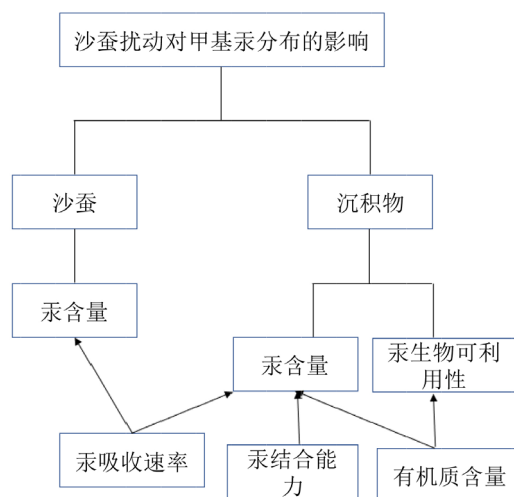 沙蚕扰动对甲基汞分布的影响
沙蚕
沉积物
汞含量
汞含量
汞生物可利
用性
汞吸收速率
汞结合能
力
有机质含量